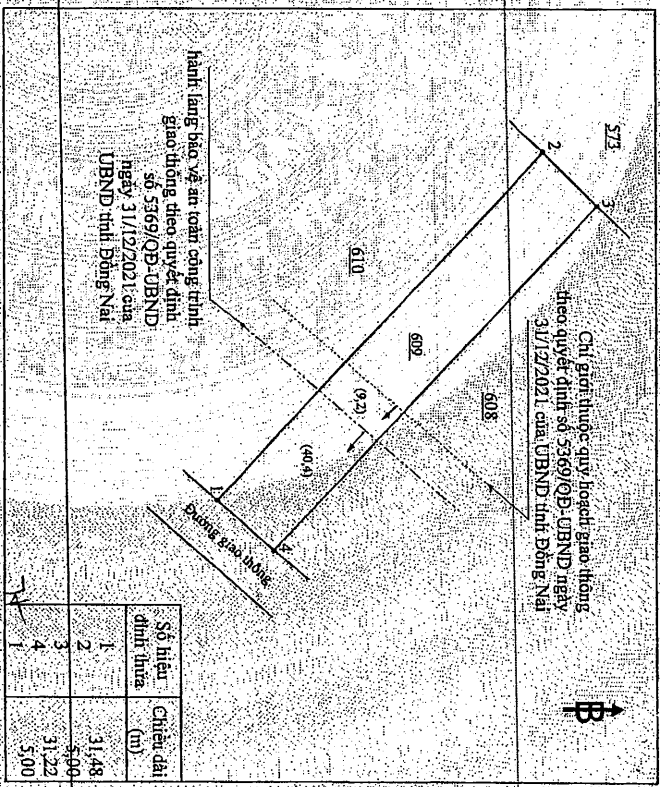 Chỉ giới thuộc quy hoạch giao thông
theo quyết định số 5369/QĐ-UBND ngày
31/12/2021 của UBND tỉnh Đồng Nai
B
573
2
3
608
609
610
(9,2)
(40,4)
1
4
Đường giao thông
hành lang bảo vệ an toàn công trình
giao thông theo quyết định
số 5369/QĐ-UBND
ngày 31/12/2021 của
UBND tỉnh Đồng Nai
Số hiệu đỉnh thửa
Chiều dài (m)
1
31,48
2
5,00
3
31,22
4
5,00
1